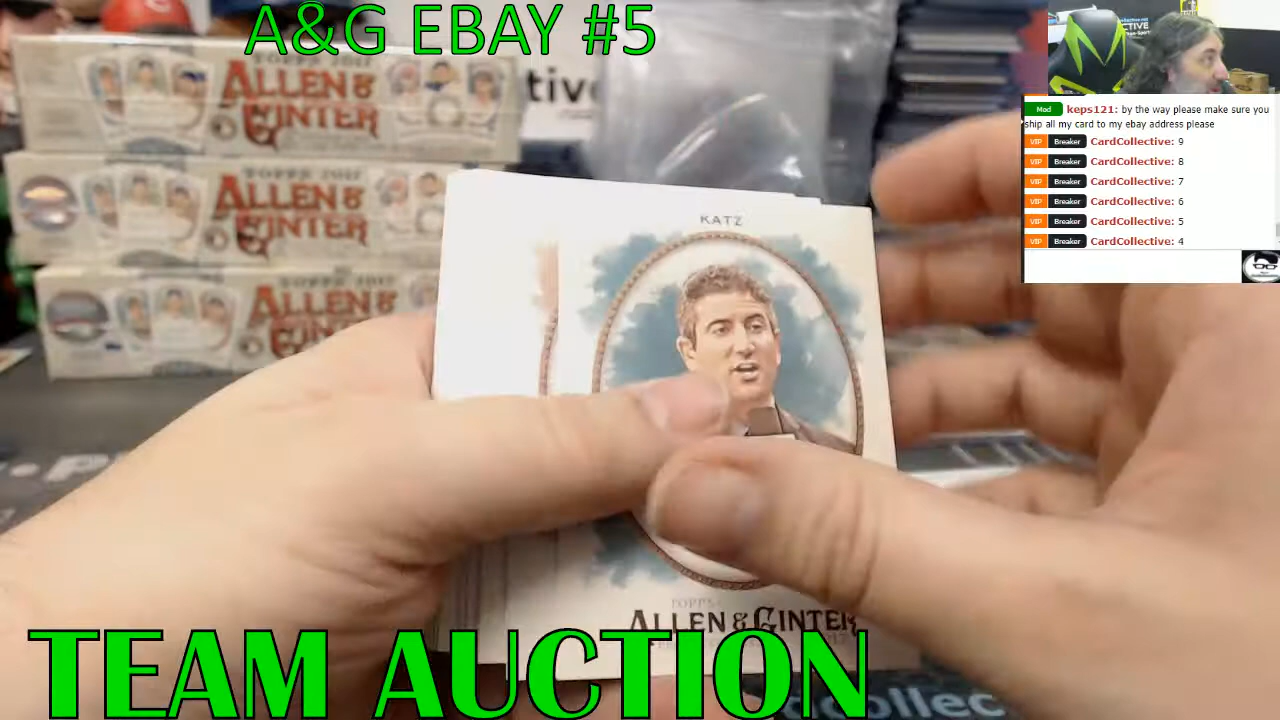 A&G EBAY #5
TOPPS 2017
ALLEN &
GINTER
TOPPS 2017
ALLEN &
GINTER
TOPPS 2017
ALLEN &
GINTER
tive
KATZ
TOPPS
ALLEN & GINTER
TEAM AUCTION
collec
Mod keps121: by the way please make sure you
ship all my card to my ebay address please
VIP Breaker CardCollective: 9
VIP Breaker CardCollective: 8
VIP Breaker CardCollective: 7
VIP Breaker CardCollective: 6
VIP Breaker CardCollective: 5
VIP Breaker CardCollective: 4